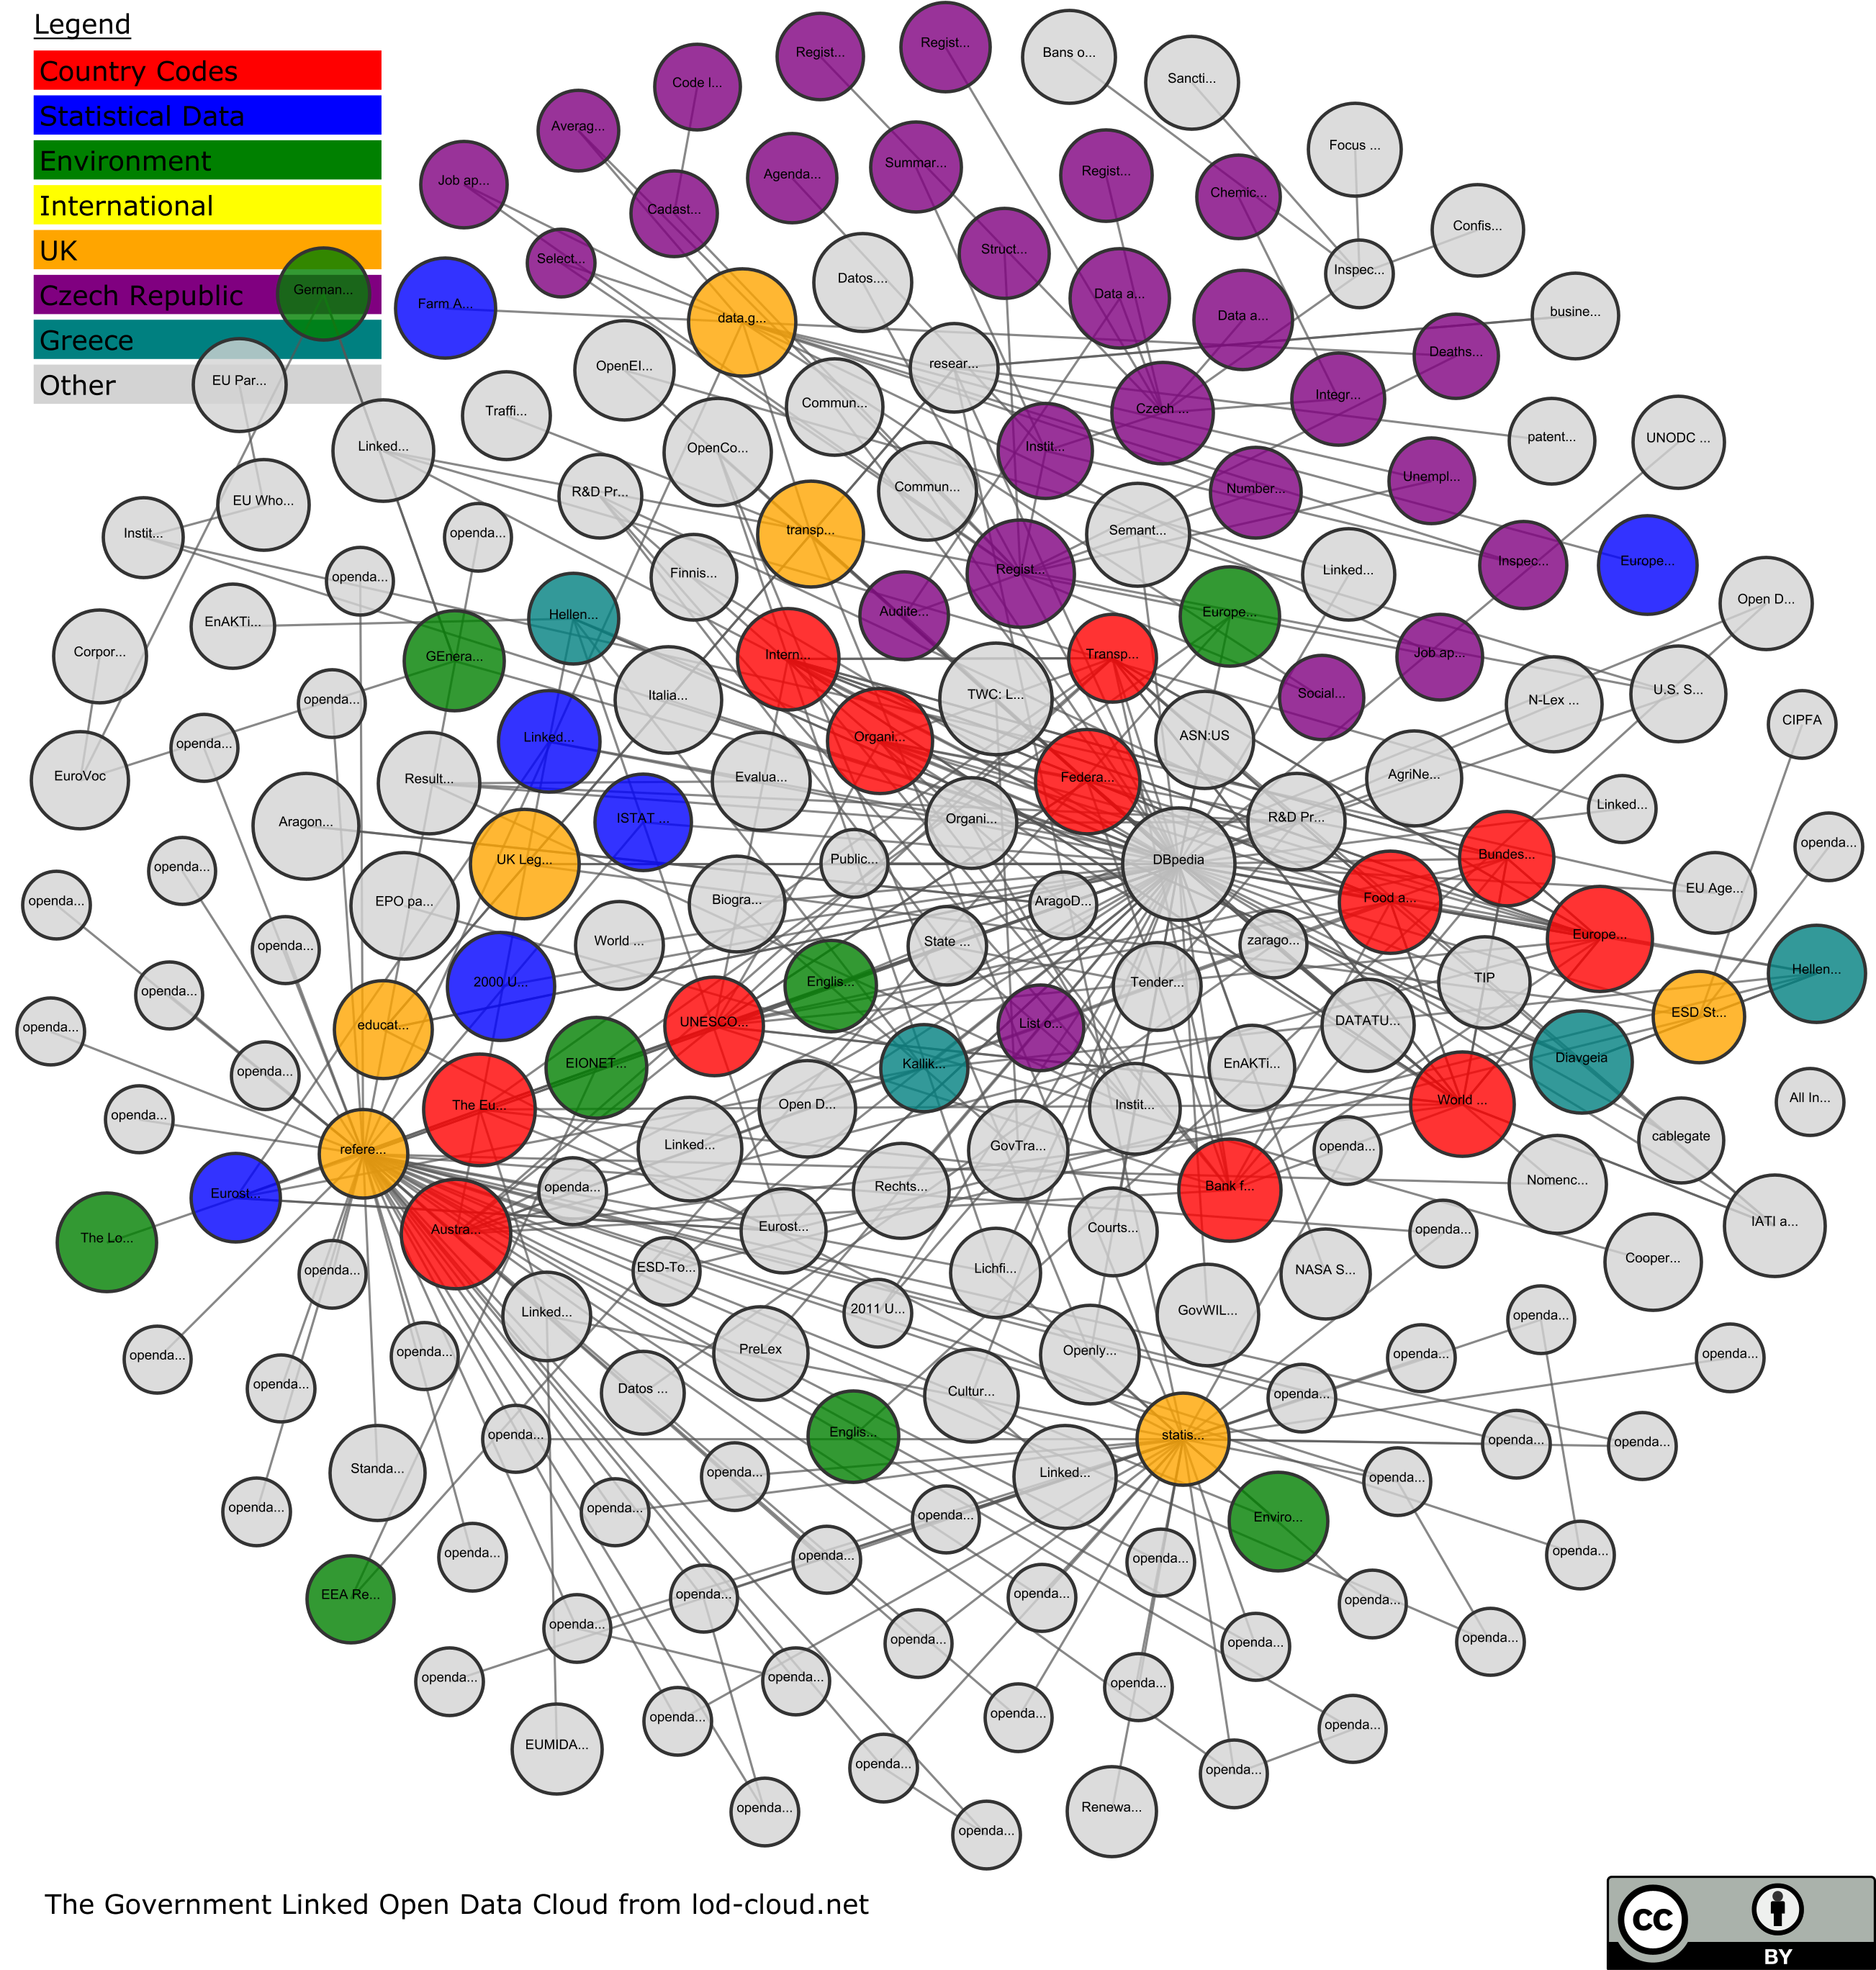 Legend
Country Codes
Statistical Data
Environment
International
UK
Czech Republic
Greece
Other
Regist...
Regist...
Bans o...
Sancti...
Code l...
Averag...
Focus ...
Summar...
Agenda...
Regist...
Job ap...
Chemic...
Cadast...
Confis...
Struct...
Select...
Inspec...
Datos....
German...
Data a...
Farm A...
busine...
data.g...
Data a...
Deaths...
resear...
OpenEI...
EU Par...
Integr...
Commun...
Czech ...
Traffi...
patent...
UNODC ...
Linked...
OpenCo...
Instit...
Unempl...
Commun...
Number...
R&D Pr...
EU Who...
transp...
Semant...
Instit...
openda...
Inspec...
Europe...
Regist...
Linked...
Finnis...
openda...
Open D...
Audite...
Europe...
Hellen...
EnAKTi...
Corpor...
GEnera...
Intern...
Transp...
Job ap...
U.S. S...
TWC: L...
Italia...
Social...
openda...
N-Lex ...
CIPFA
openda...
Linked...
Organi...
ASN:US
EuroVoc
Result...
Evalua...
Federa...
AgriNe...
Linked...
Aragon...
ISTAT ...
Organi...
R&D Pr...
openda...
UK Leg...
Public...
DBpedia
Bundes...
openda...
EU Age...
openda...
EPO pa...
Biogra...
AragoD...
Food a...
openda...
World ...
State ...
zarago...
Europe...
Hellen...
2000 U...
Englis...
Tender...
TIP
openda...
ESD St...
openda...
educat...
UNESCO...
List o...
DATATU...
openda...
EIONET...
Kallik...
EnAKTi...
Diavgeia
All In...
openda...
The Eu...
Open D...
Instit...
World ...
refere...
Linked...
GovTra...
openda...
cablegate
Eurost...
openda...
Rechts...
Bank f...
Nomenc...
The Lo...
Austra...
Eurost...
Courts...
openda...
IATI a...
openda...
ESD-To...
Lichfi...
NASA S...
Cooper...
Linked...
2011 U...
GovWIL...
openda...
openda...
openda...
PreLex
Openly...
openda...
openda...
openda...
Datos ...
Cultur...
openda...
openda...
Englis...
statis...
openda...
openda...
Standa...
openda...
Linked...
openda...
openda...
openda...
openda...
Enviro...
openda...
openda...
openda...
openda...
EEA Re...
openda...
openda...
openda...
openda...
openda...
openda...
openda...
openda...
openda...
openda...
openda...
openda...
openda...
EUMIDA...
openda...
openda...
openda...
Renewa...
openda...
The Government Linked Open Data Cloud from lod-cloud.net
cc
BY